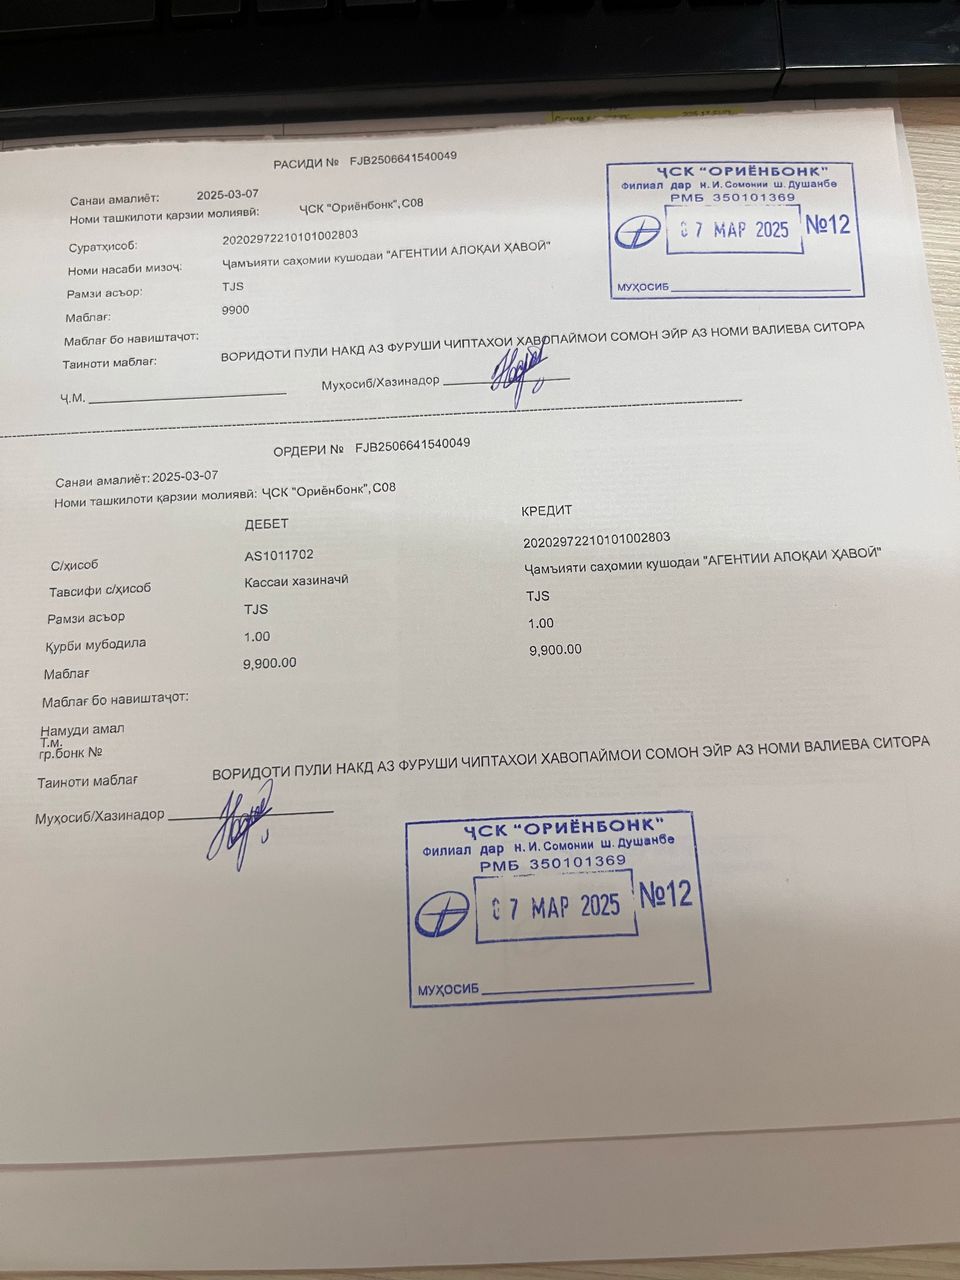 РАСИДИ № FJB2506641540049
Санаи амалиёт: 2025-03-07
Номи ташкилоти қарзии молиявӣ: ҶСК "Ориёнбонк",C08
Суратҳисоб: 20202972210101002803
Номи насаби мизоҷ: Ҷамъияти саҳомии кушодаи "АГЕНТИИ АЛОҚАИ ҲАВОӢ"
Рамзи асъор: TJS
Маблағ: 9900
Маблағ бо навиштаҷот:
Таиноти маблағ: ВОРИДОТИ ПУЛИ НАКД АЗ ФУРУШИ ЧИПТАХОИ ХАВОПАЙМОИ СОМОН ЭЙР АЗ НОМИ ВАЛИЕВА СИТОРА
Ҷ.М. Муҳосиб/Хазинадор
ҶСК "ОРИЁНБОНК"
Филиал дар н. И. Сомонии ш. Душанбе
РМБ 350101369
07 МАР 2025 №12
МУҲОСИБ
ОРДЕРИ № FJB2506641540049
Санаи амалиёт: 2025-03-07
Номи ташкилоти қарзии молиявӣ: ҶСК "Ориёнбонк",C08
ДЕБЕТ КРЕДИТ
С/ҳисоб AS1011702 20202972210101002803
Тавсифи с/ҳисоб Кассаи хазиначӣ Ҷамъияти саҳомии кушодаи "АГЕНТИИ АЛОҚАИ ҲАВОӢ"
Рамзи асъор TJS TJS
Қурби мубодила 1.00 1.00
Маблағ 9,900.00 9,900.00
Маблағ бо навиштаҷот:
Намуди амал
Т.м.
гр.бонк №
Таиноти маблағ ВОРИДОТИ ПУЛИ НАКД АЗ ФУРУШИ ЧИПТАХОИ ХАВОПАЙМОИ СОМОН ЭЙР АЗ НОМИ ВАЛИЕВА СИТОРА
Муҳосиб/Хазинадор
ҶСК "ОРИЁНБОНК"
Филиал дар н. И. Сомонии ш. Душанбе
РМБ 350101369
07 МАР 2025 №12
МУҲОСИБ